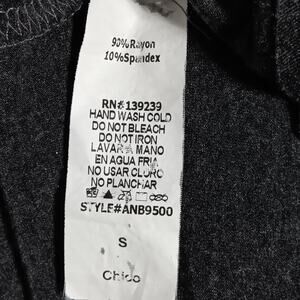 90%Rayon
10%Spandex
RN#139239
HAND WASH COLD
DO NOT BLEACH
DO NOT IRON
LAVAR A MANO
EN AGUA FRIA
NO USAR CLORO
NO PLANCHAR
STYLE#ANB9500
S